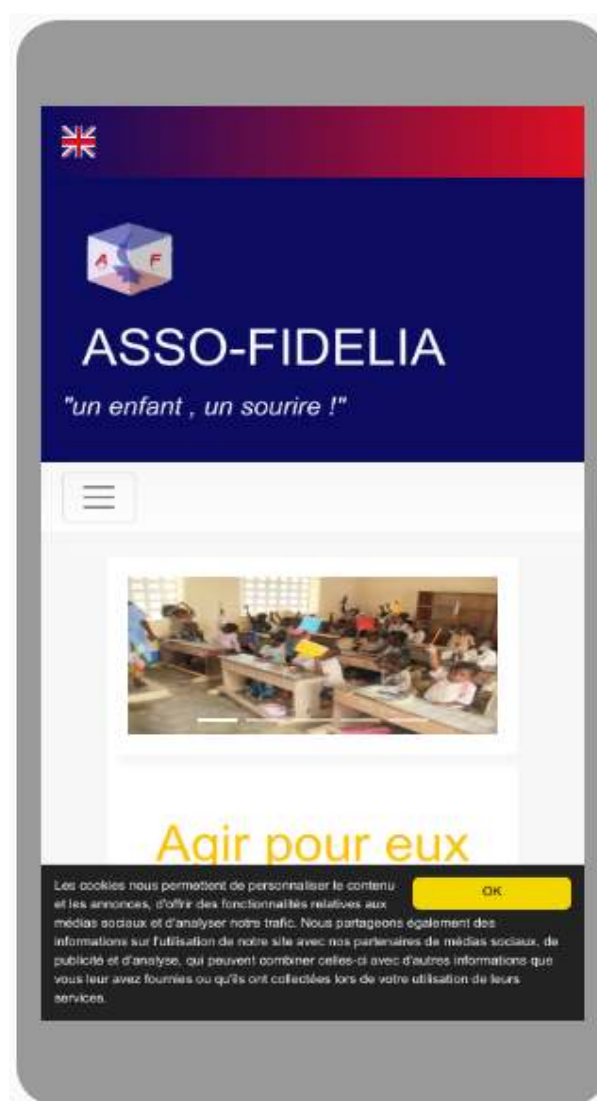 A F
ASSO-FIDELIA
"un enfant , un sourire !"
Agir pour eux
Les cookies nous permettent de personnaliser le contenu
et les annonces, d'offrir des fonctionnalités relatives aux
médias sociaux et d'analyser notre trafic. Nous partageons également des
informations sur l'utilisation de notre site avec nos partenaires de médias sociaux, de
publicité et d'analyse, qui peuvent combiner celles-ci avec d'autres informations que
vous leur avez fournies ou qu'ils ont collectées lors de votre utilisation de leurs
services.
OK